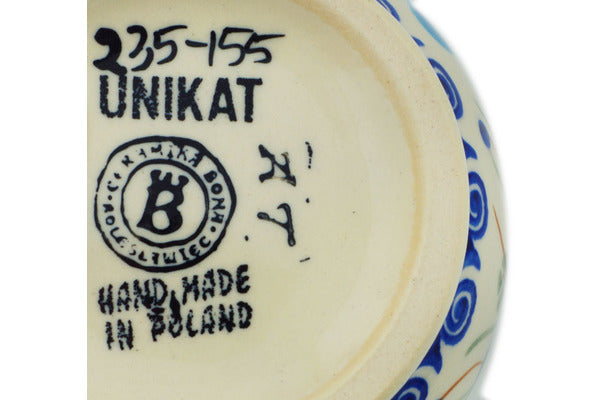 235-155
UNIKAT
A.T.
CERAMIKA BONA
BOLESŁAWIEC
B
HAND MADE
IN POLAND